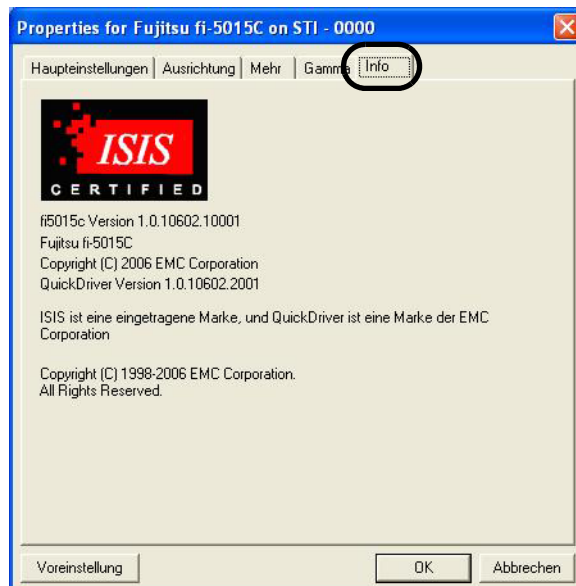 Properties for Fujitsu fi-5015C on STI - 0000
Haupteinstellungen Ausrichtung Mehr Gamma Info
ISIS
CERTIFIED
fi5015c Version 1.0.10602.10001
Fujitsu fi-5015C
Copyright (C) 2006 EMC Corporation
QuickDriver Version 1.0.10602.2001
ISIS ist eine eingetragene Marke, und QuickDriver ist eine Marke der EMC
Corporation
Copyright (C) 1998-2006 EMC Corporation.
All Rights Reserved.
Voreinstellung OK Abbrechen